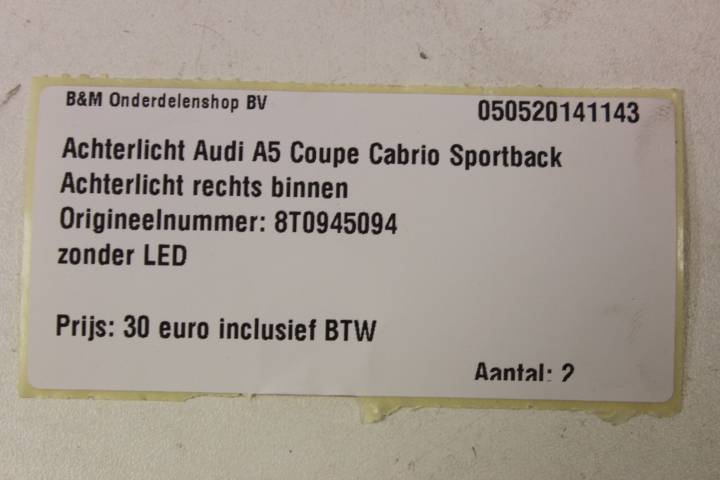 B&M Onderdelenshop BV 050520141143
Achterlicht Audi A5 Coupe Cabrio Sportback
Achterlicht rechts binnen
Origineelnummer: 8T0945094
zonder LED
Prijs: 30 euro inclusief BTW
Aantal: 2